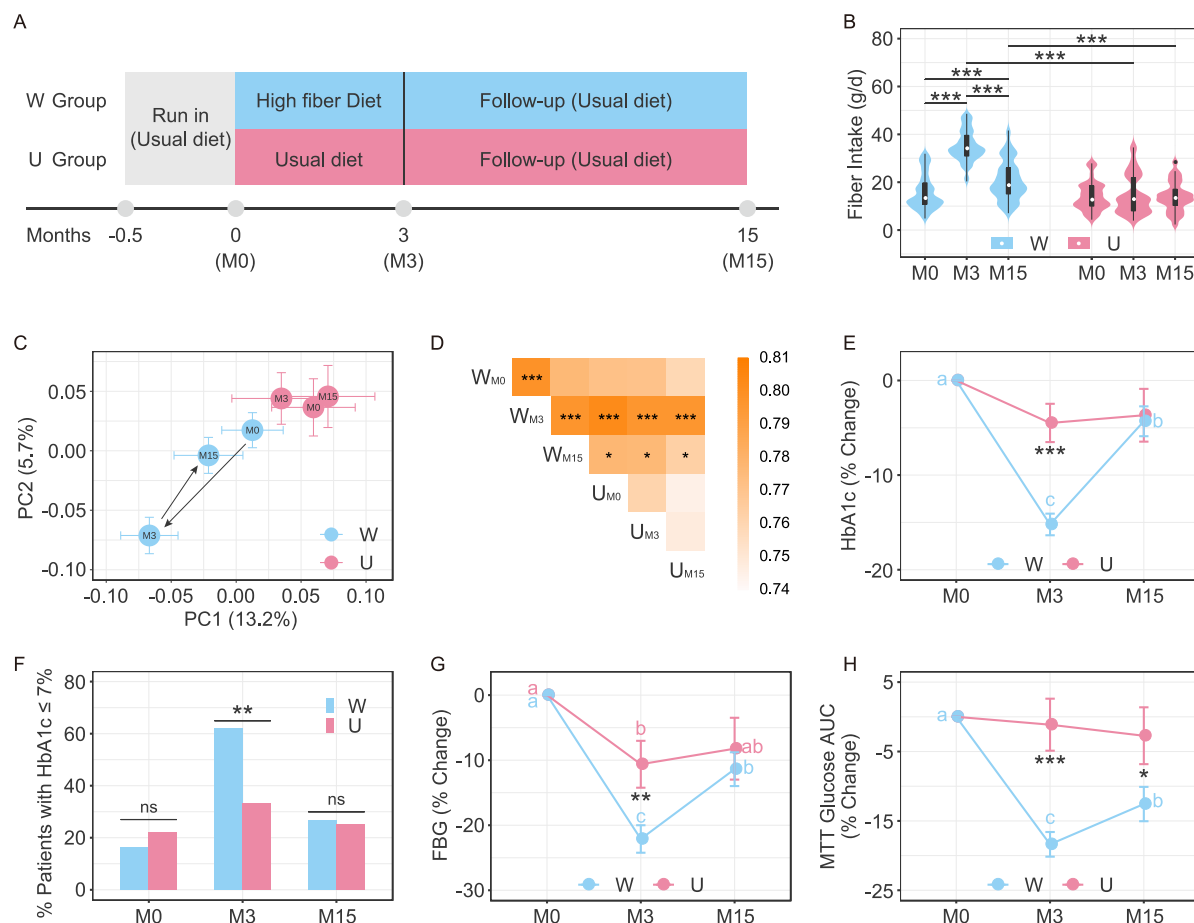 A
W Group
U Group
Run in
(Usual diet)
High fiber Diet
Follow-up (Usual diet)
Usual diet
Follow-up (Usual diet)
Months
-0.5
0
3
15
(M0)
(M3)
(M15)
B
Fiber Intake (g/d)
80
60
40
20
0
***
***
***
***
***
W
U
M0
M3
M15
M0
M3
M15
C
PC2 (5.7%)
0.05
0.00
-0.05
-0.10
M3
M15
M0
M0
M15
M3
W
U
-0.10
-0.05
0.00
0.05
0.10
PC1 (13.2%)
D
WM0
WM3
WM15
UM0
UM3
UM15
***
*** *** *** ***
* * *
0.81
0.80
0.79
0.78
0.77
0.76
0.75
0.74
E
HbA1c (% Change)
0
-10
-20
a
***
c
b
W
U
M0
M3
M15
F
% Patients with HbA1c ≤ 7%
80
60
40
20
0
ns
**
ns
W
U
M0
M3
M15
G
FBG (% Change)
0
-10
-20
-30
a
a
b
**
c
ab
b
W
U
M0
M3
M15
H
MTT Glucose AUC
(% Change)
5
-5
-15
-25
a
***
c
*
b
W
U
M0
M3
M15